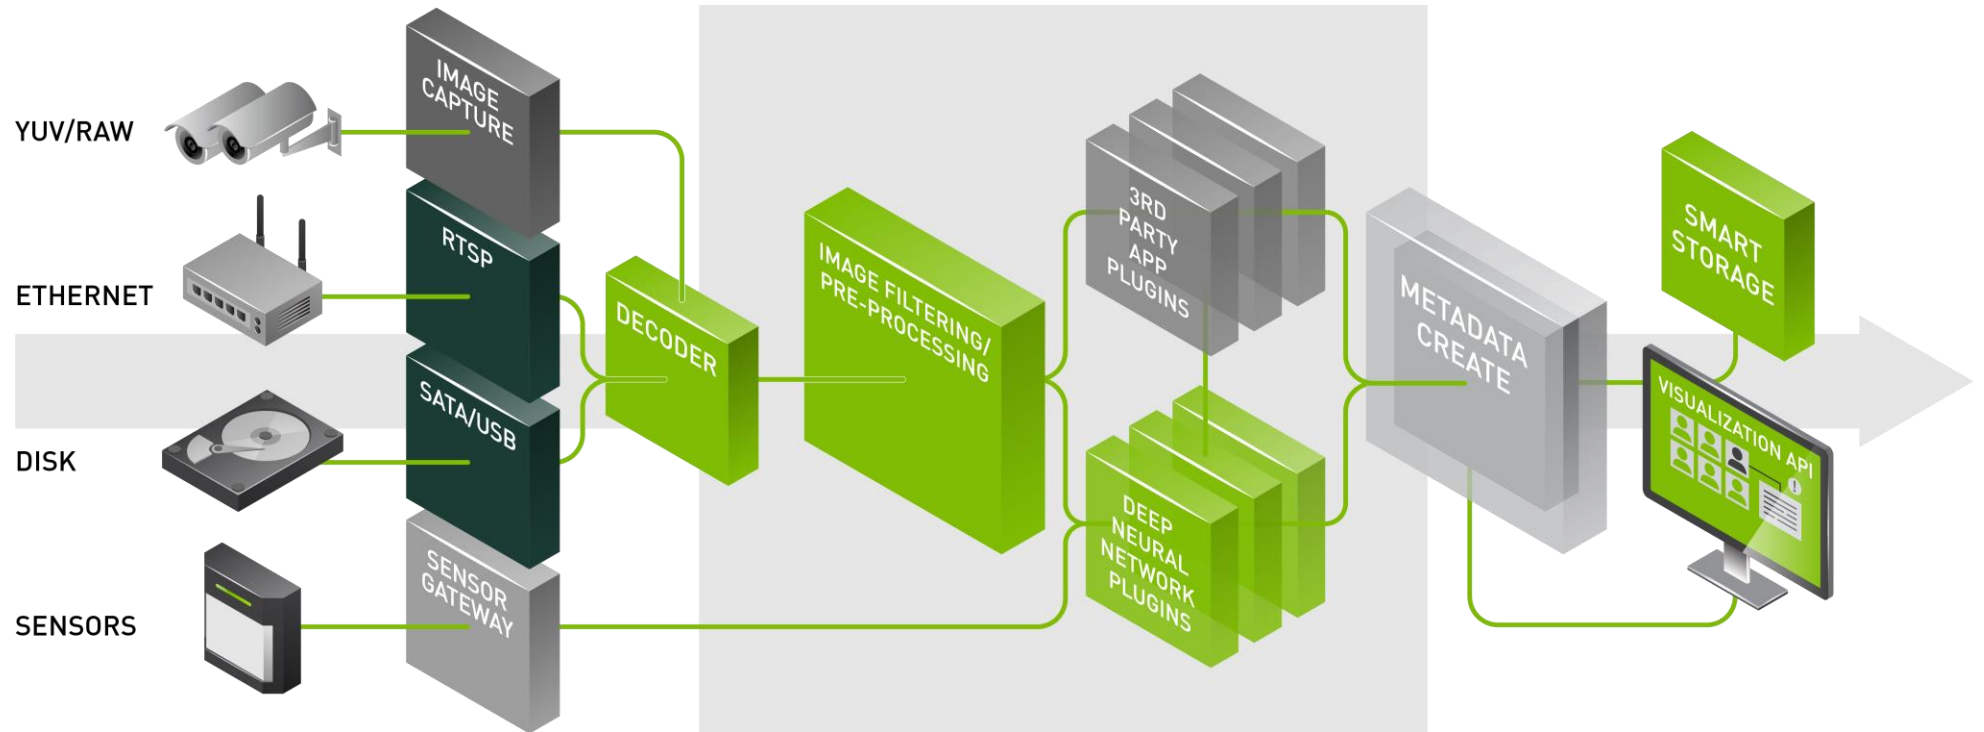 YUV/RAW
IMAGE
CAPTURE
ETHERNET
RTSP
DISK
SATA/USB
SENSORS
SENSOR
GATEWAY
DECODER
IMAGE FILTERING/
PRE-PROCESSING
3RD
PARTY
APP
PLUGINS
DEEP
NEURAL
NETWORK
PLUGINS
METADATA
CREATE
SMART
STORAGE
VISUALIZATION API
!